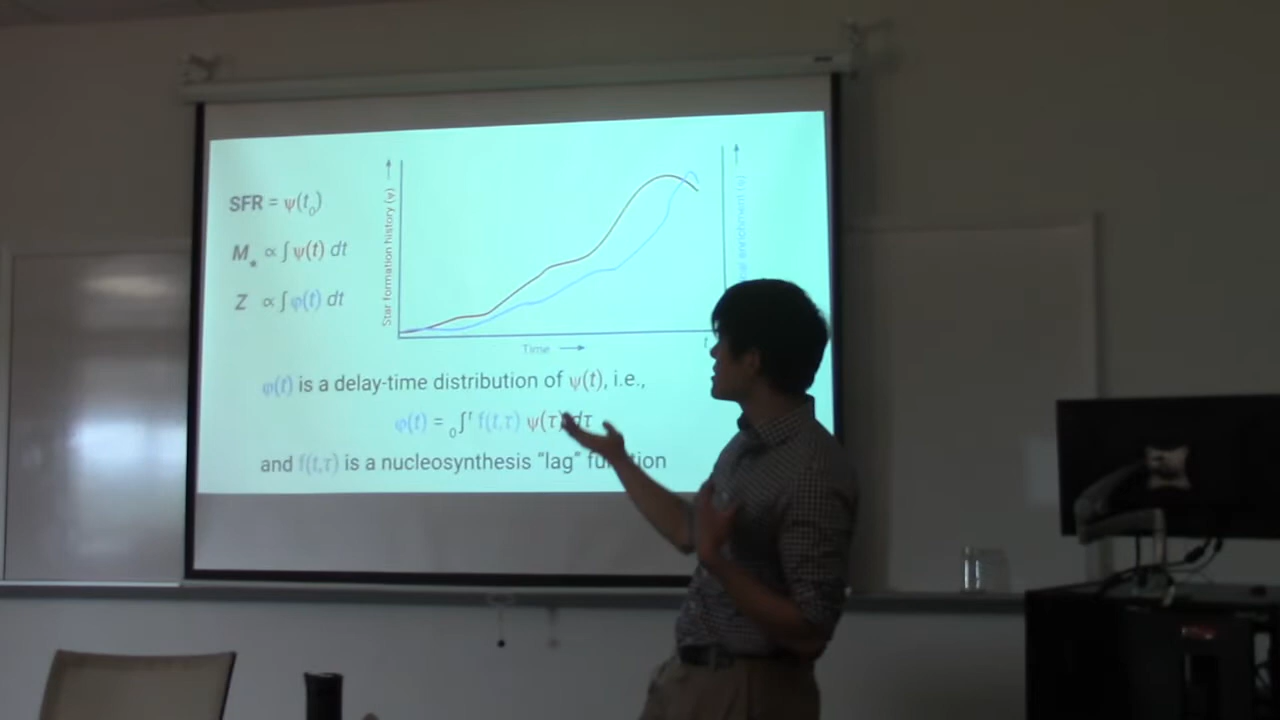 SFR = ψ(t₀)
M⁎ ∝ ∫ ψ(t) dt
Z ∝ ∫ φ(t) dt
Star formation history (ψ)
enrichment (φ)
Time
t
φ(t) is a delay-time distribution of ψ(t), i.e.,
φ(t) = ₀∫ᵗ f(t,τ) ψ(τ) dτ
and f(t,τ) is a nucleosynthesis "lag" function